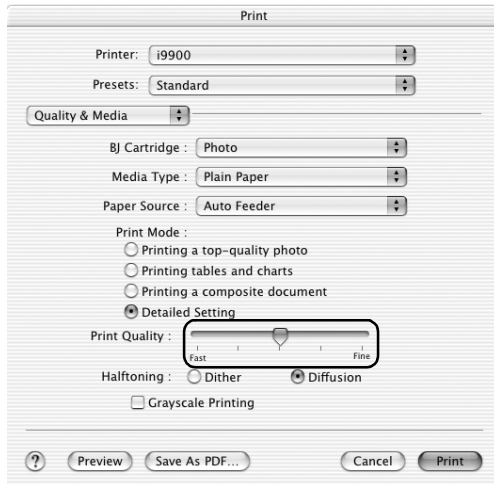 Print
Printer: i9900
Presets: Standard
Quality & Media
BJ Cartridge : Photo
Media Type : Plain Paper
Paper Source : Auto Feeder
Print Mode :
Printing a top-quality photo
Printing tables and charts
Printing a composite document
Detailed Setting
Print Quality :
Fast Fine
Halftoning : Dither Diffusion
Grayscale Printing
? Preview Save As PDF... Cancel Print